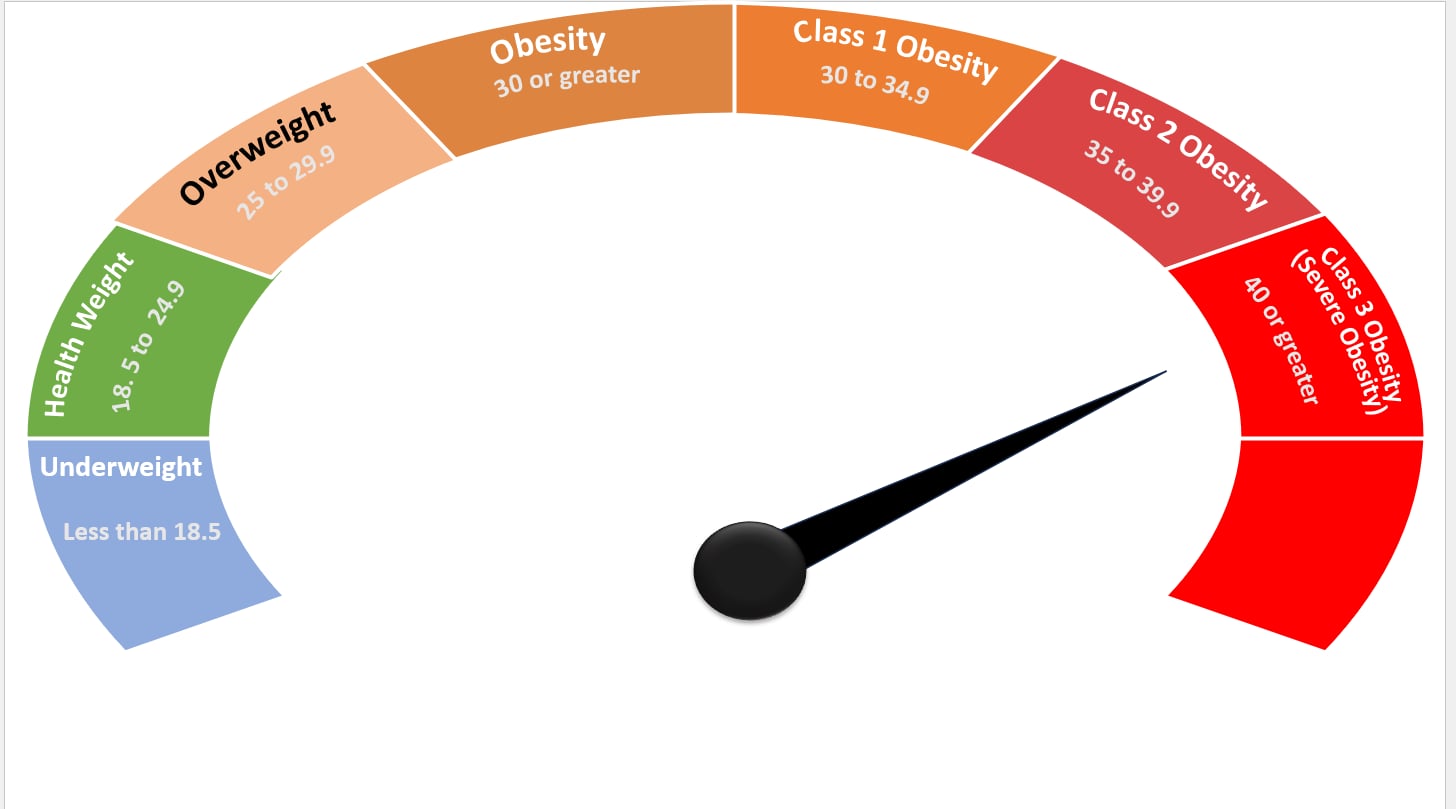 Underweight
Less than 18.5
Health Weight
18. 5 to 24.9
Overweight
25 to 29.9
Obesity
30 or greater
Class 1 Obesity
30 to 34.9
Class 2 Obesity
35 to 39.9
Class 3 Obesity
(Severe Obesity)
40 or greater